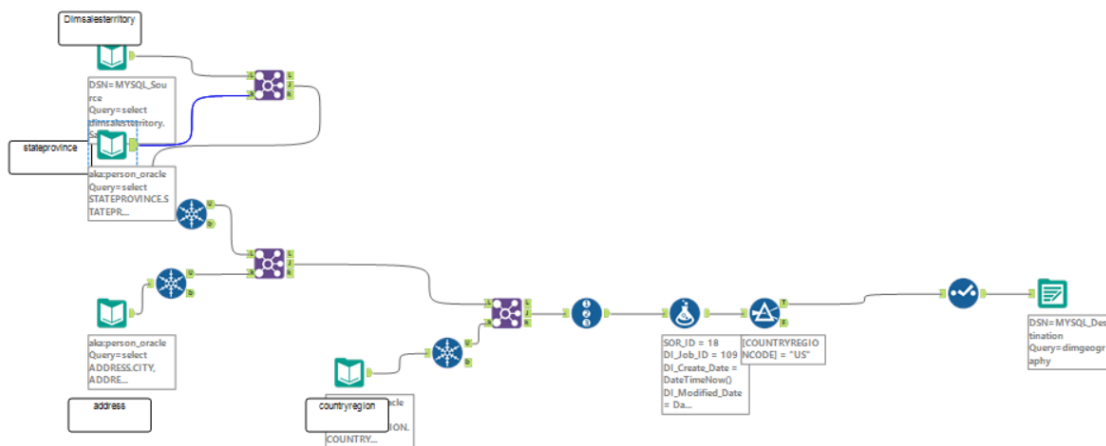 Dimsalesterritory
DSN=MYSQL_Sou
rce
Query=select
dimsalesterritory.
stateprovince
aka:person_oracle
Query=select
STATEPROVINCE.S
TATEPR...
aka:person_oracle
Query=select
ADDRESS.CITY,
ADDRE...
address
countryregion
COUNTRY...
SOR_ID = 18
DI_Job_ID = 109
DI_Create_Date =
DateTimeNow()
DI_Modified_Date
= Da...
[COUNTRYREGIO
NCODE] = "US"
DSN=MYSQL_Des
tination
Query=dimgeogr
aphy